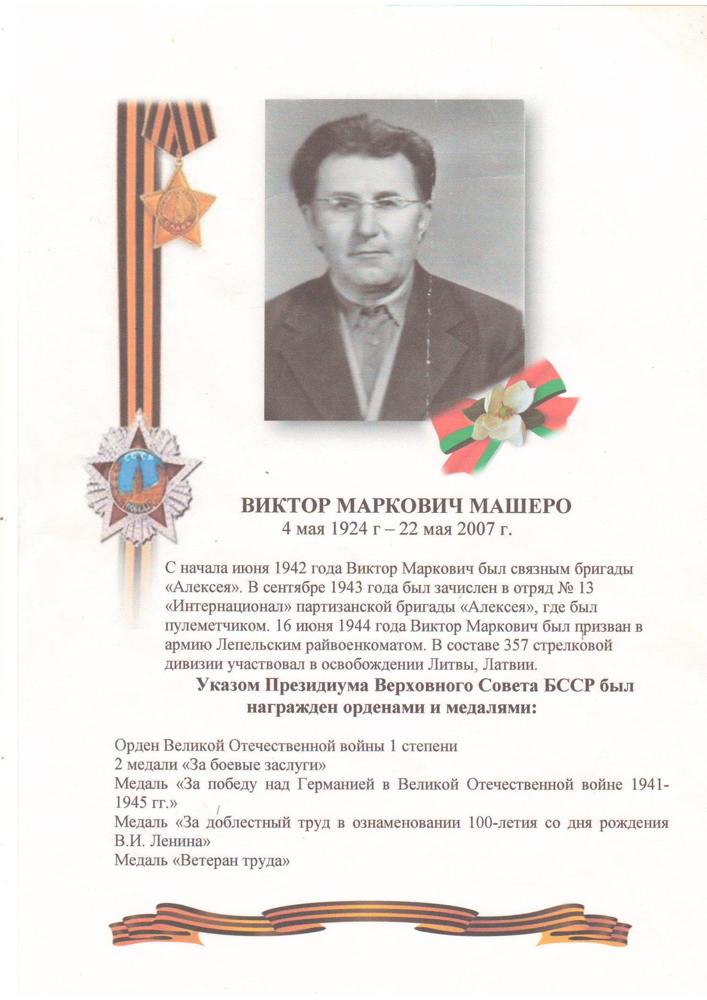 СЛАВА
СССР
ПОБЕДА
ВИКТОР МАРКОВИЧ МАШЕРО
4 мая 1924 г – 22 мая 2007 г.
С начала июня 1942 года Виктор Маркович был связным бригады
«Алексея». В сентябре 1943 года был зачислен в отряд № 13
«Интернационал» партизанской бригады «Алексея», где был
пулеметчиком. 16 июня 1944 года Виктор Маркович был призван в
армию Лепельским райвоенкоматом. В составе 357 стрелковой
дивизии участвовал в освобождении Литвы, Латвии.
Указом Президиума Верховного Совета БССР был
награжден орденами и медалями:
Орден Великой Отечественной войны 1 степени
2 медали «За боевые заслуги»
Медаль «За победу над Германией в Великой Отечественной войне 1941-
1945 гг.»
Медаль «За доблестный труд в ознаменовании 100-летия со дня рождения
В.И. Ленина»
Медаль «Ветеран труда»